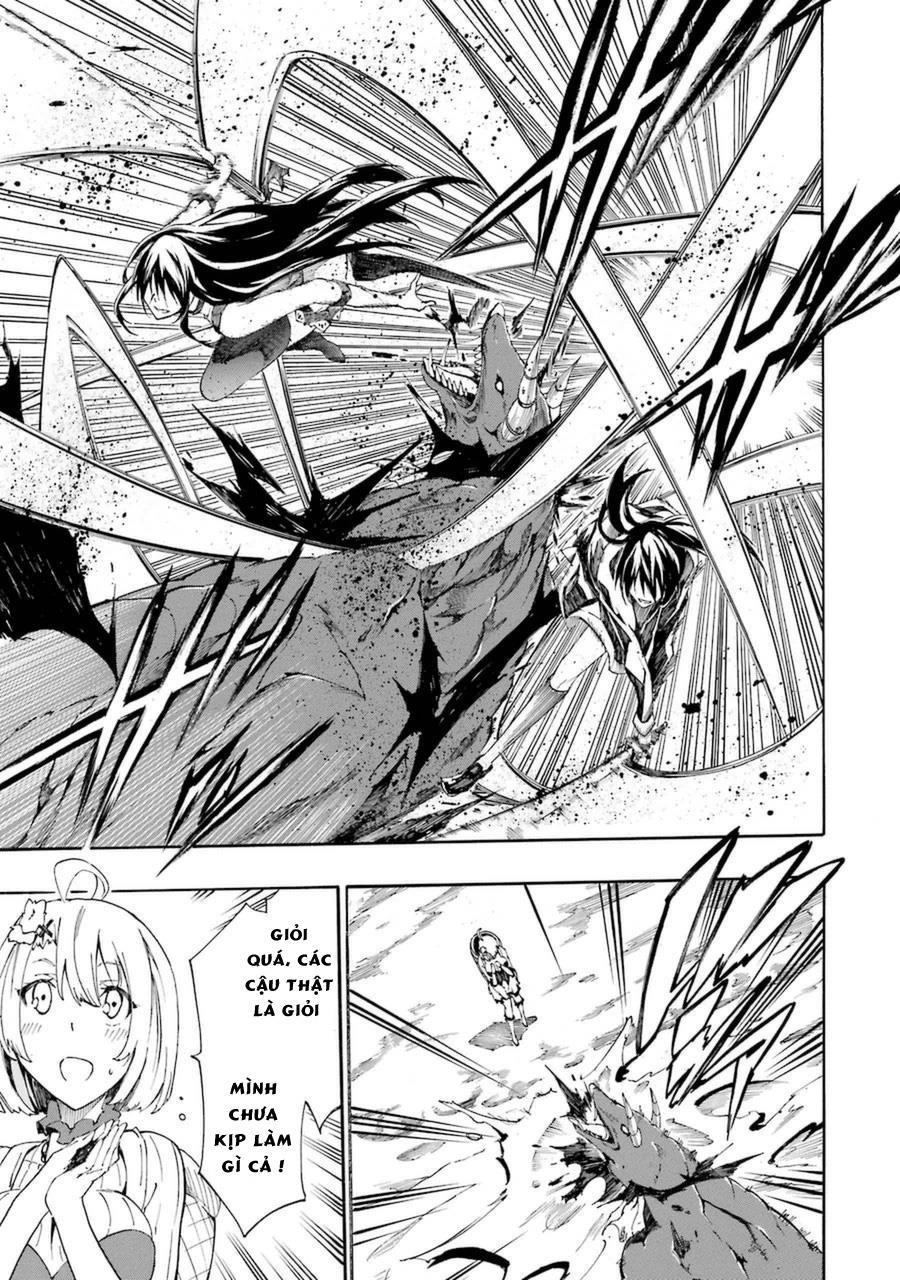 GIỎI
QUÁ, CÁC
CẬU THẬT
LÀ GIỎI
MÌNH
CHƯA
KỊP LÀM
GÌ CẢ !